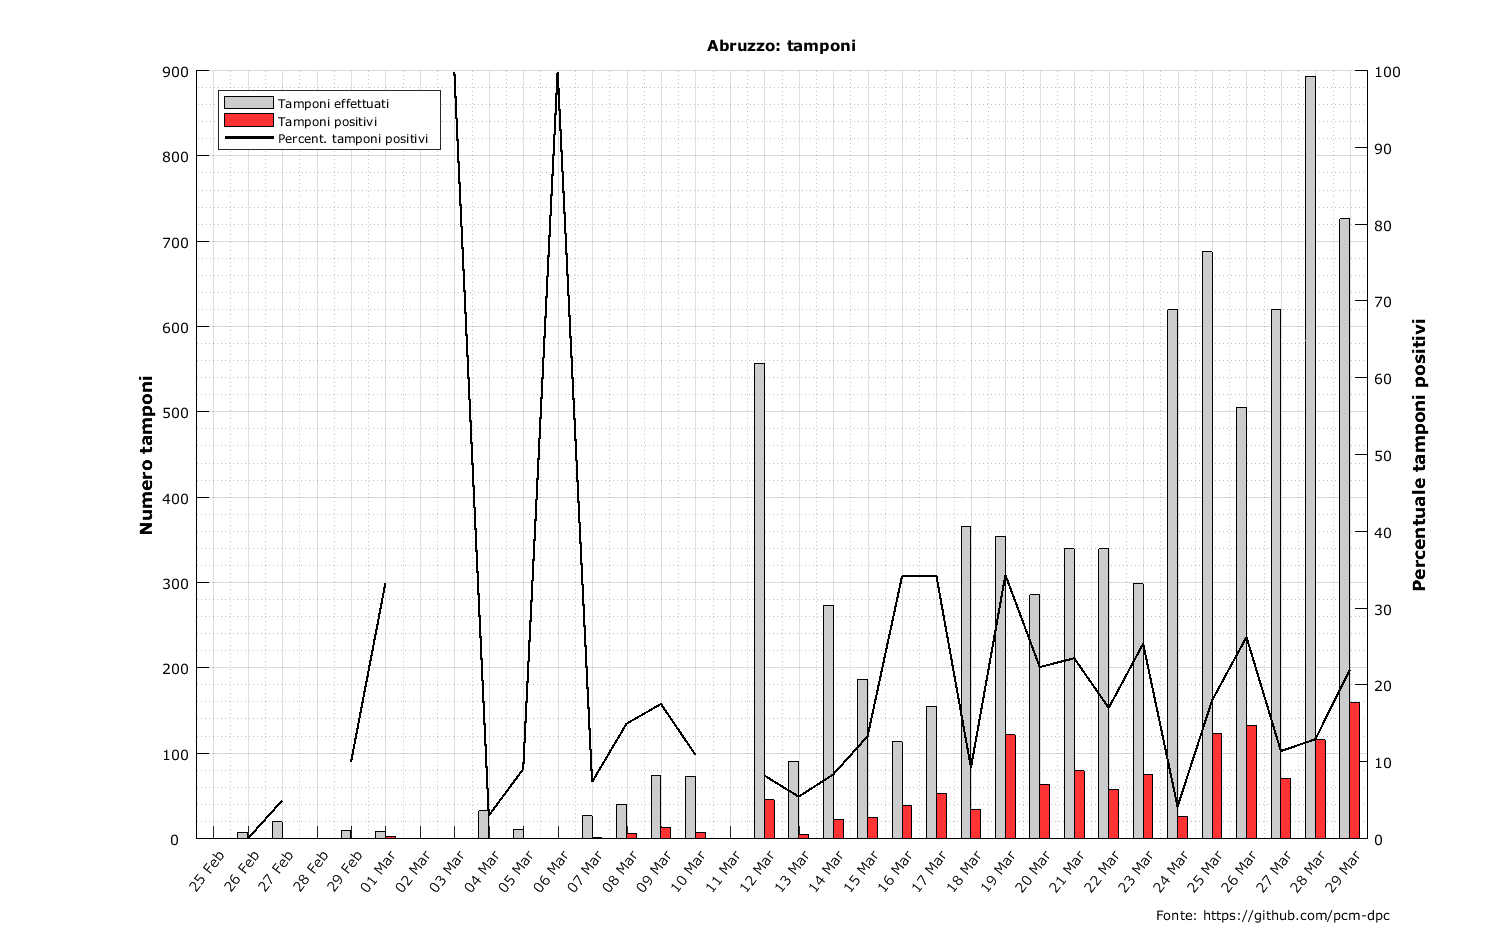 Abruzzo: tamponi
Tamponi effettuati
Tamponi positivi
Percent. tamponi positivi
Numero tamponi
900
800
700
600
500
400
300
200
100
0
100
90
80
70
60
50
40
30
20
10
0
Percentuale tamponi positivi
25 Feb
26 Feb
27 Feb
28 Feb
29 Feb
01 Mar
02 Mar
03 Mar
04 Mar
05 Mar
06 Mar
07 Mar
08 Mar
09 Mar
10 Mar
11 Mar
12 Mar
13 Mar
14 Mar
15 Mar
16 Mar
17 Mar
18 Mar
19 Mar
20 Mar
21 Mar
22 Mar
23 Mar
24 Mar
25 Mar
26 Mar
27 Mar
28 Mar
29 Mar
Fonte: https://github.com/pcm-dpc